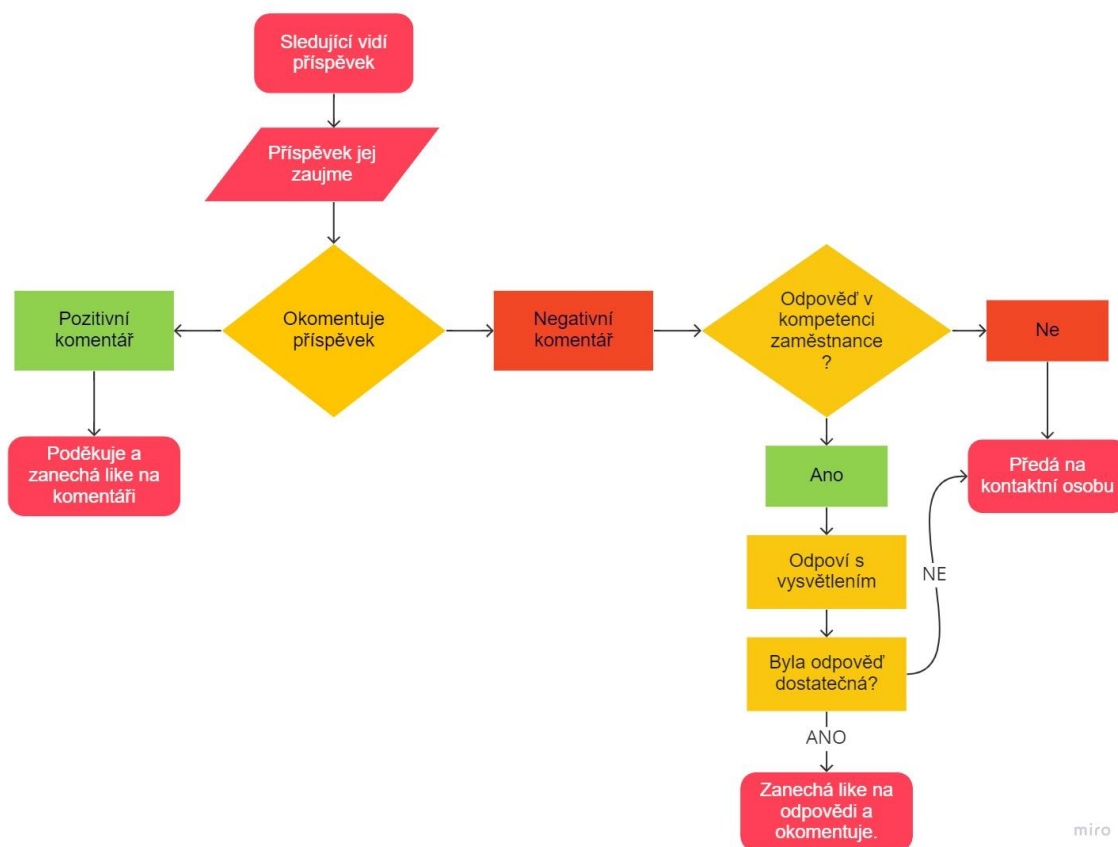 Sledující vidí
příspěvek
Příspěvek jej
zaujme
Pozitivní
komentář
Okomentuje
příspěvek
Negativní
komentář
Odpověď v
kompetenci
zaměstnance
?
Ne
Poděkuje a
zanechá like na
komentáři
Ano
Předá na
kontaktní osobu
Odpoví s
vysvětlením
NE
Byla odpověď
dostatečná?
ANO
Zanechá like na
odpovědi a
okomentuje.
miro